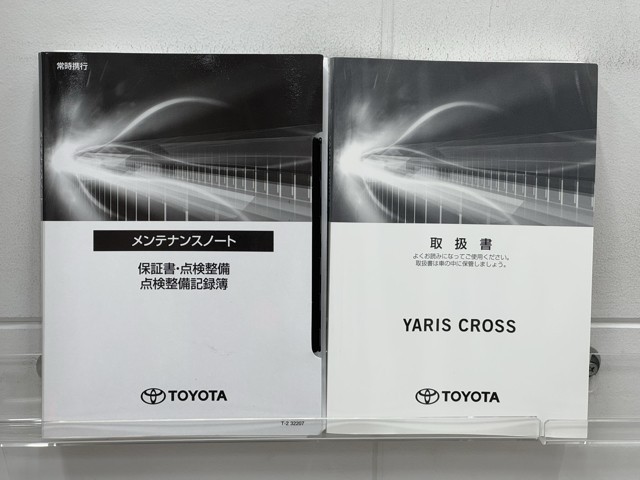 常時携行
メンテナンスノート
保証書・点検整備
点検整備記録簿
TOYOTA
T-2 32207
取扱書
よくお読みになってご使用ください。
取扱書は車の中に保管しましょう。
YARIS CROSS
TOYOTA